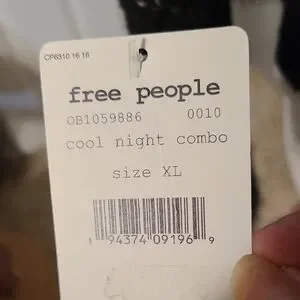 CP6310 16 16
free people
OB1059886 0010
cool night combo
size XL
1 94374 09196 9